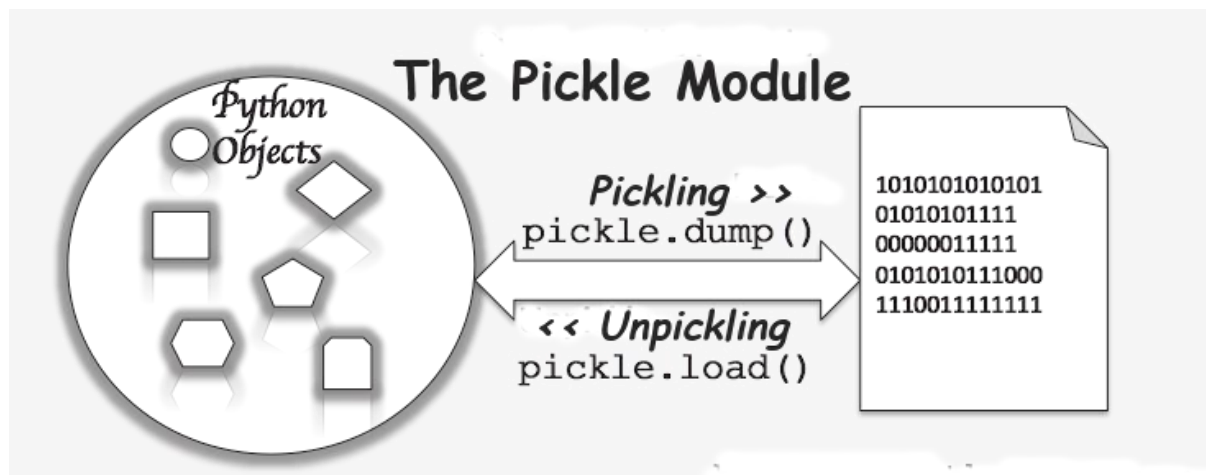 The Pickle Module
Python
Objects
Pickling >>
pickle.dump()
<< Unpickling
pickle.load()
1010101010101
01010101111
00000011111
0101010111000
1110011111111